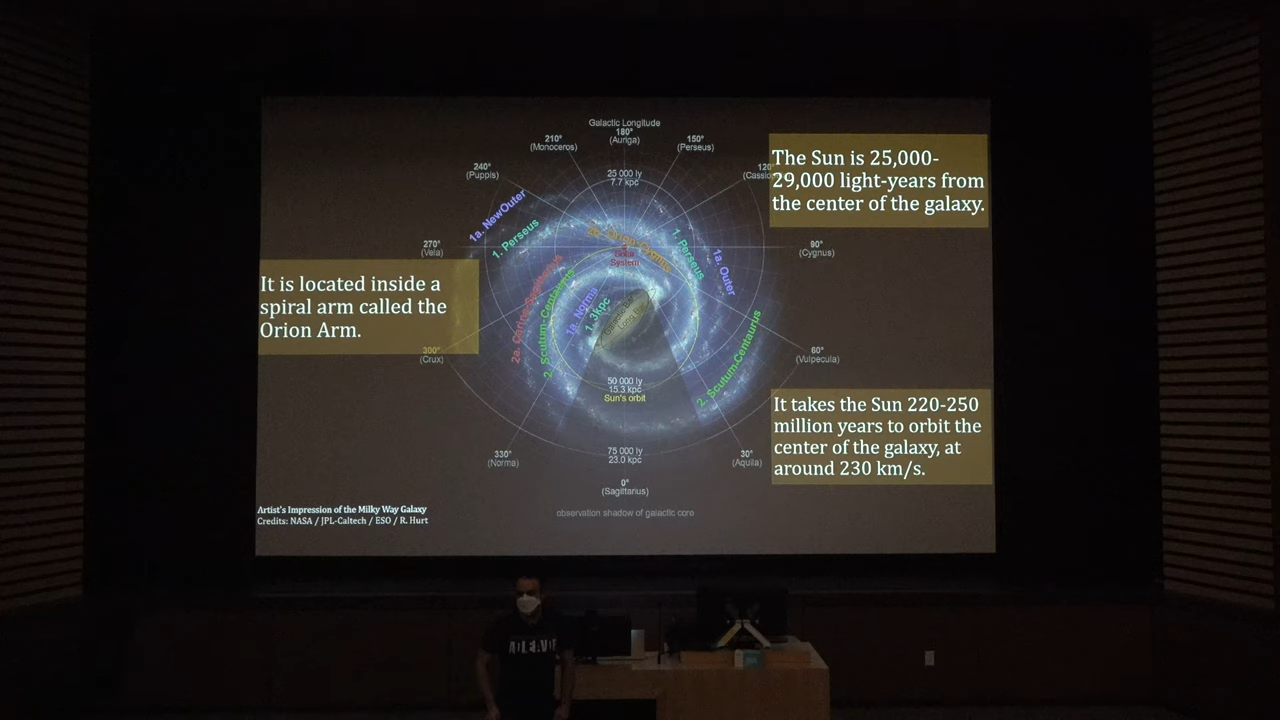 Galactic Longitude
180°
(Auriga)
210°
(Monoceros)
150°
(Perseus)
240°
(Puppis)
25 000 ly
7.7 kpc
120
(Cassio
The Sun is 25,000-
29,000 light-years from
the center of the galaxy.
1a. NewOuter
1. Perseus
1. Perseus
1a. Outer
270°
(Vela)
90°
(Cygnus)
Solar
System
It is located inside a
spiral arm called the
Orion Arm.
2. Scutum-Centaurus
1a. Norma
1. 3kpc
2. Scutum-Centaurus
300°
(Crux)
60°
(Vulpecula)
50 000 ly
15.3 kpc
Sun's orbit
It takes the Sun 220-250
million years to orbit the
center of the galaxy, at
around 230 km/s.
330°
(Norma)
75 000 ly
23.0 kpc
30°
(Aquila)
0°
(Sagittarius)
observation shadow of galactic core
Artist's Impression of the Milky Way Galaxy
Credits: NASA / JPL-Caltech / ESO / R. Hurt